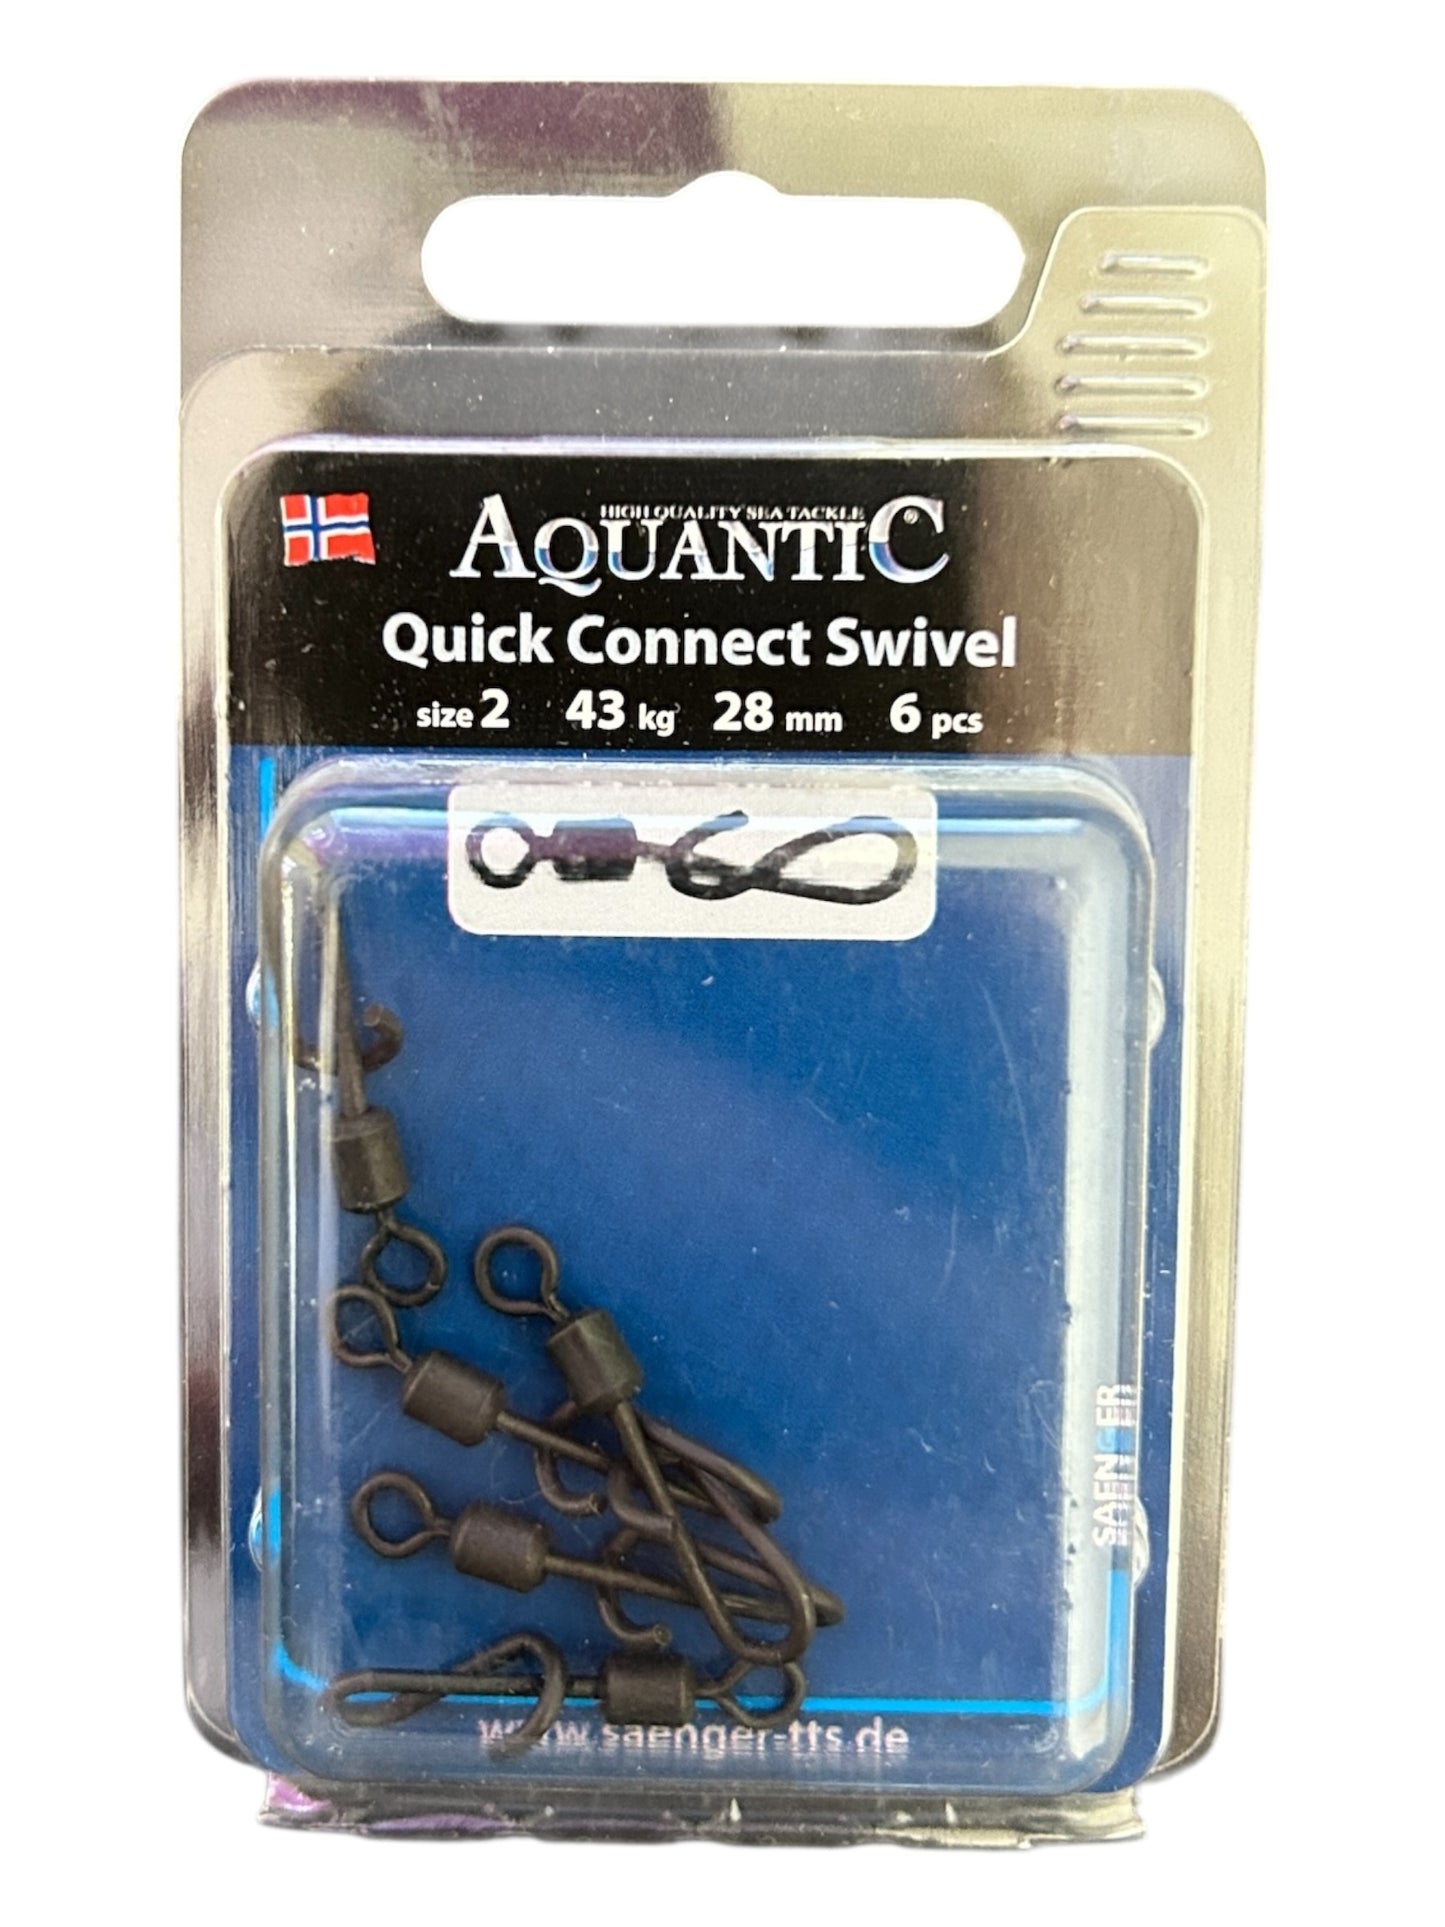 HIGH QUALITY SEA TACKLE
AQUANTIC®
Quick Connect Swivel
size 2 43 kg 28 mm 6 pcs
SAENGER
www.saenger-tts.de